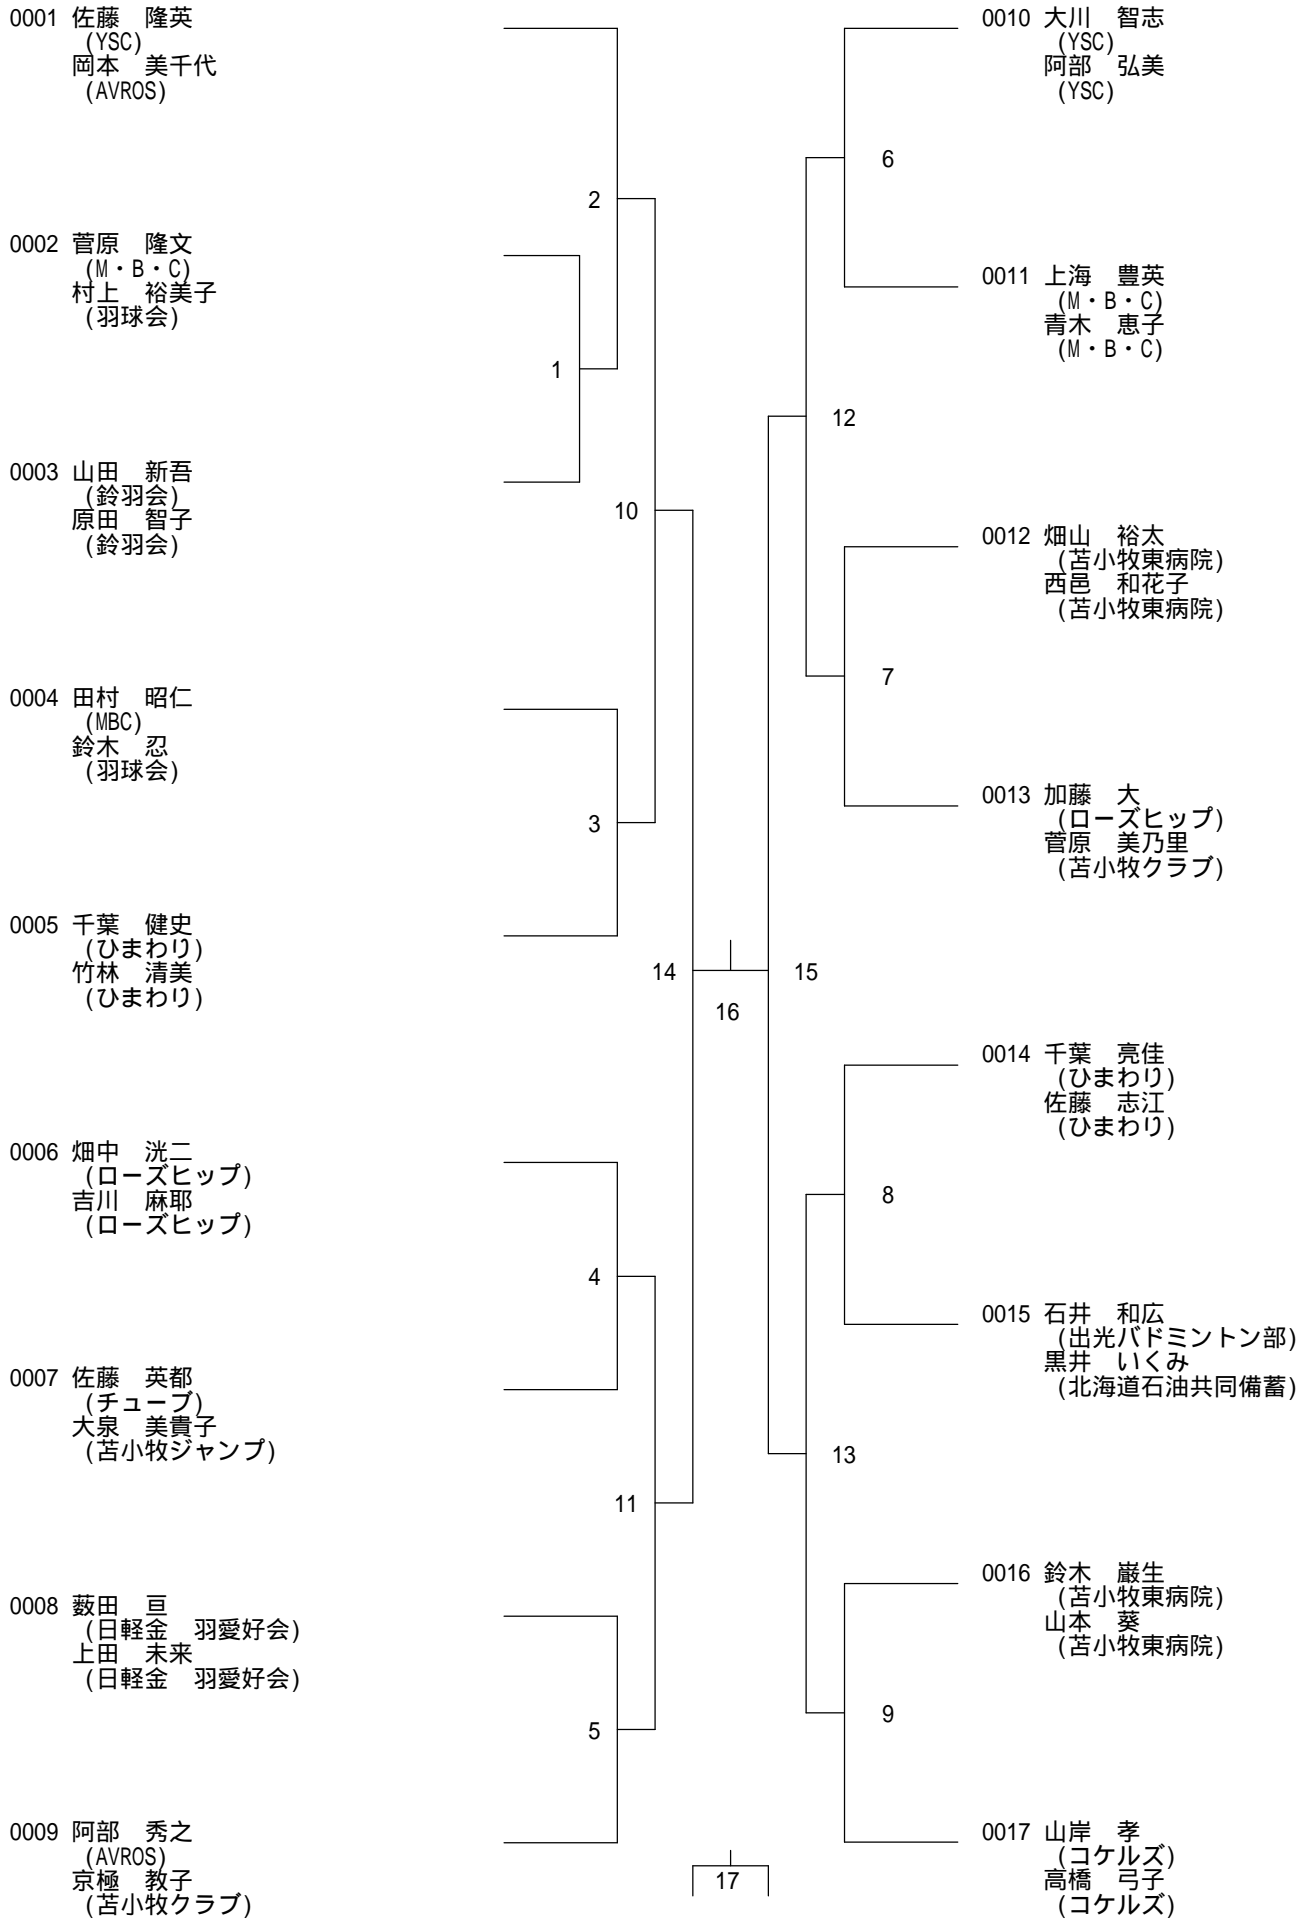 0001 佐藤　隆英
(YSC)
岡本　美千代
(AVROS)
0002 菅原　隆文
(M・B・C)
村上　裕美子
(羽球会)
0003 山田　新吾
(鈴羽会)
原田　智子
(鈴羽会)
0004 田村　昭仁
(MBC)
鈴木　忍
(羽球会)
0005 千葉　健史
(ひまわり)
竹林　清美
(ひまわり)
0006 畑中　洸二
(ローズヒップ)
吉川　麻耶
(ローズヒップ)
0007 佐藤　英都
(チューブ)
大泉　美貴子
(苫小牧ジャンプ)
0008 薮田　亘
(日軽金　羽愛好会)
上田　未来
(日軽金　羽愛好会)
0009 阿部　秀之
(AVROS)
京極　教子
(苫小牧クラブ)
2
1
10
3
14
4
11
5
16
17
15
12
6
7
8
13
9
0010 大川　智志
(YSC)
阿部　弘美
(YSC)
0011 上海　豊英
(M・B・C)
青木　恵子
(M・B・C)
0012 畑山　裕太
(苫小牧東病院)
西邑　和花子
(苫小牧東病院)
0013 加藤　大
(ローズヒップ)
菅原　美乃里
(苫小牧クラブ)
0014 千葉　亮佳
(ひまわり)
佐藤　志江
(ひまわり)
0015 石井　和広
(出光バドミントン部)
黒井　いくみ
(北海道石油共同備蓄)
0016 鈴木　巌生
(苫小牧東病院)
山本　葵
(苫小牧東病院)
0017 山岸　孝
(コケルズ)
高橋　弓子
(コケルズ)